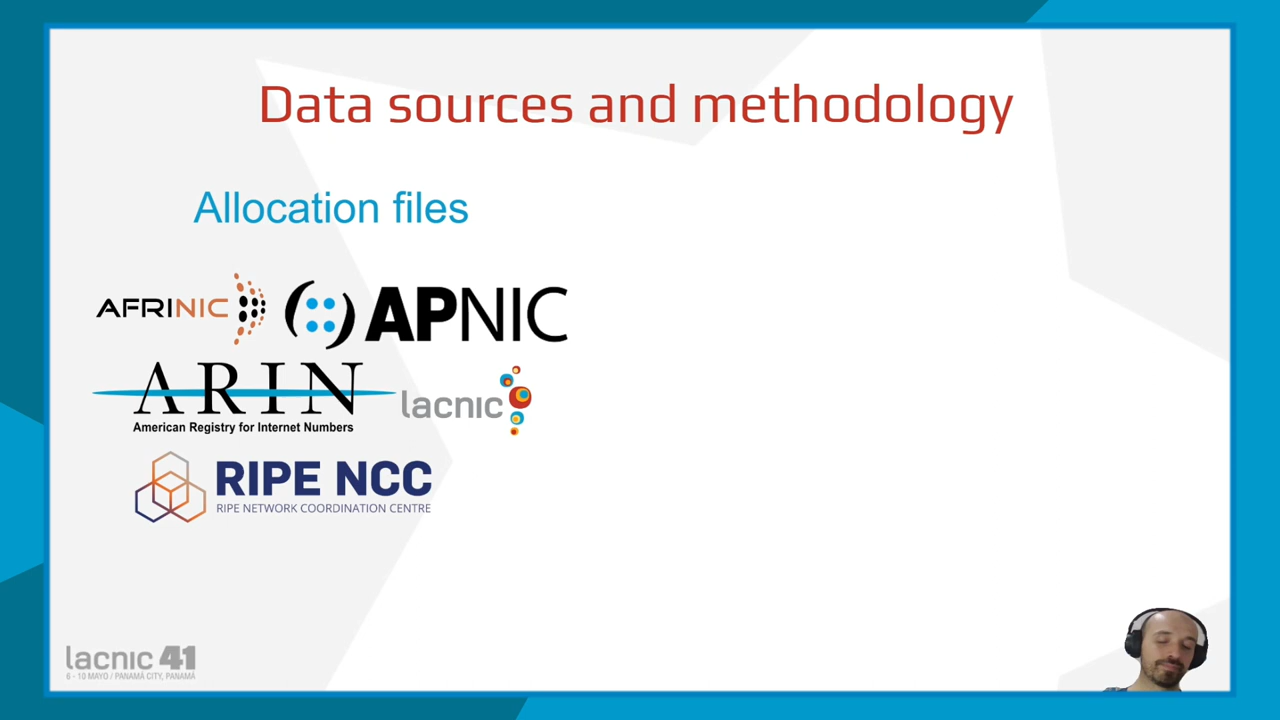 Data sources and methodology
Allocation files
AFRINIC
APNIC
ARIN
American Registry for Internet Numbers
lacnic
RIPE NCC
RIPE NETWORK COORDINATION CENTRE
lacnic 41
6 - 10 MAYO / PANAMÁ CITY, PANAMÁ